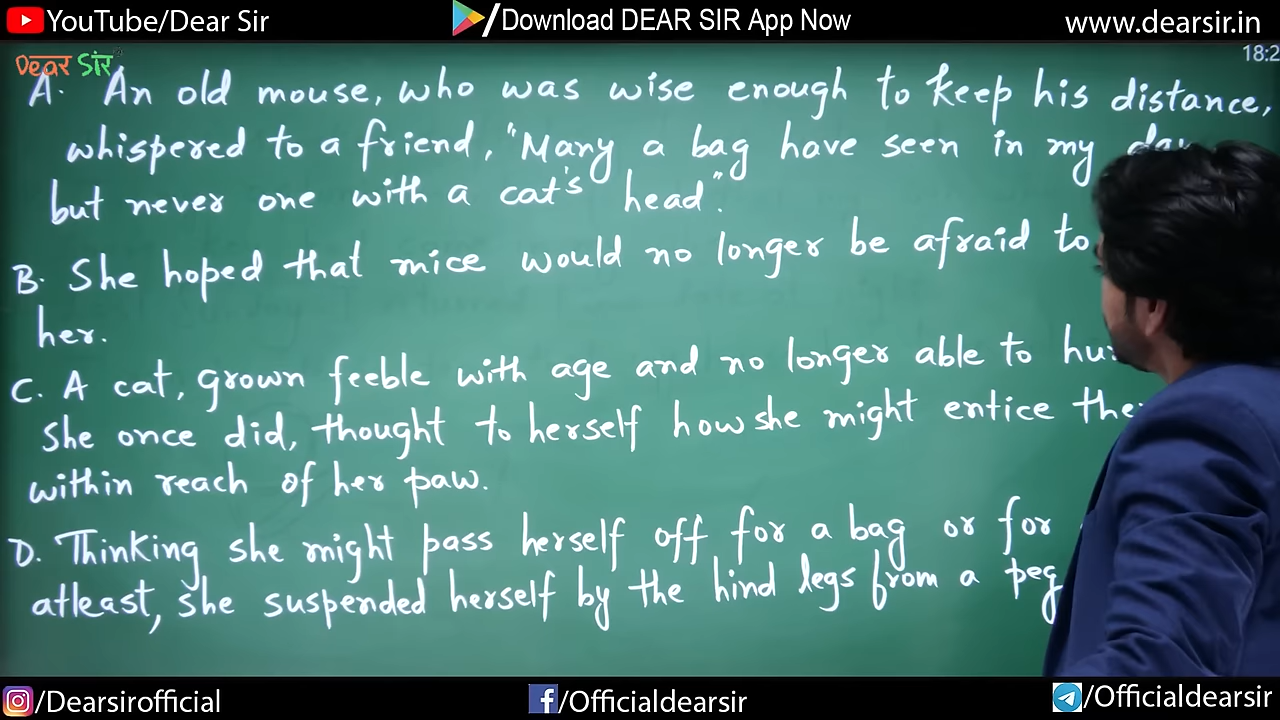 YouTube/Dear Sir
/Download DEAR SIR App Now
www.dearsir.in
Dear Sir
18:2
A. An old mouse, who was wise enough to keep his distance,
whispered to a friend, "Many a bag have seen in my
but never one with a cat's head".
B. She hoped that mice would no longer be afraid to
her.
C. A cat, grown feeble with age and no longer able to
She once did, thought to herself how she might entice
within reach of her paw.
D. Thinking she might pass herself off for a bag or for
atleast, she suspended herself by the hind legs from a peg
/Dearsirofficial
/Officialdearsir
/Officialdearsir